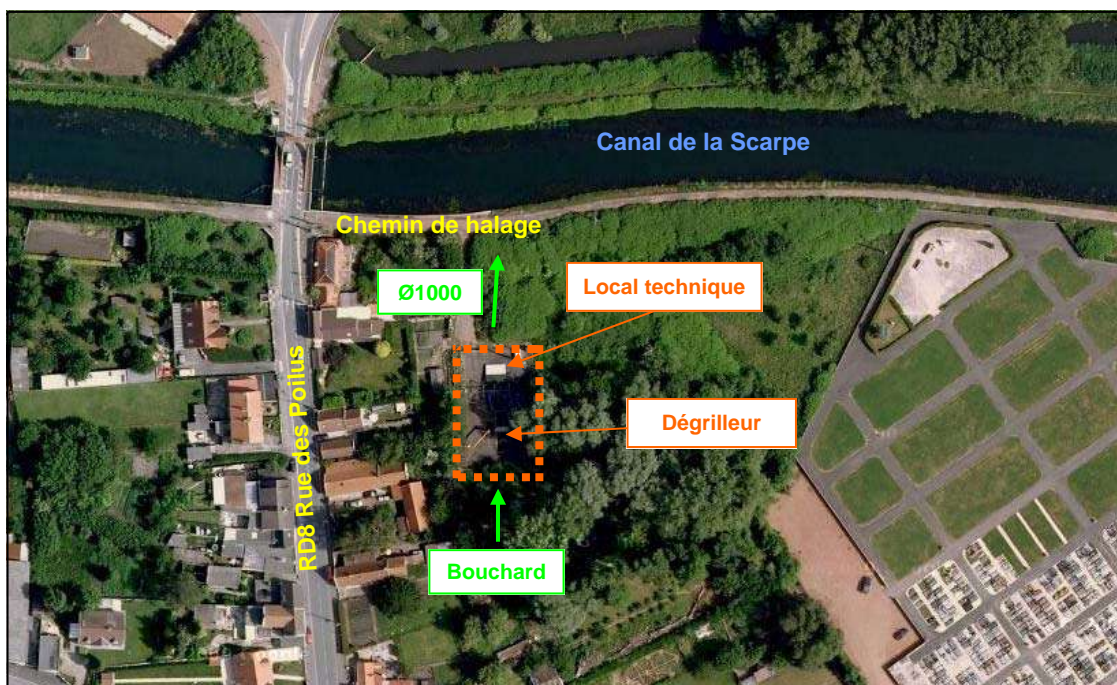 Canal de la Scarpe
Chemin de halage
Ø1000
Local technique
Dégrilleur
RD8 Rue des Poilus
Bouchard